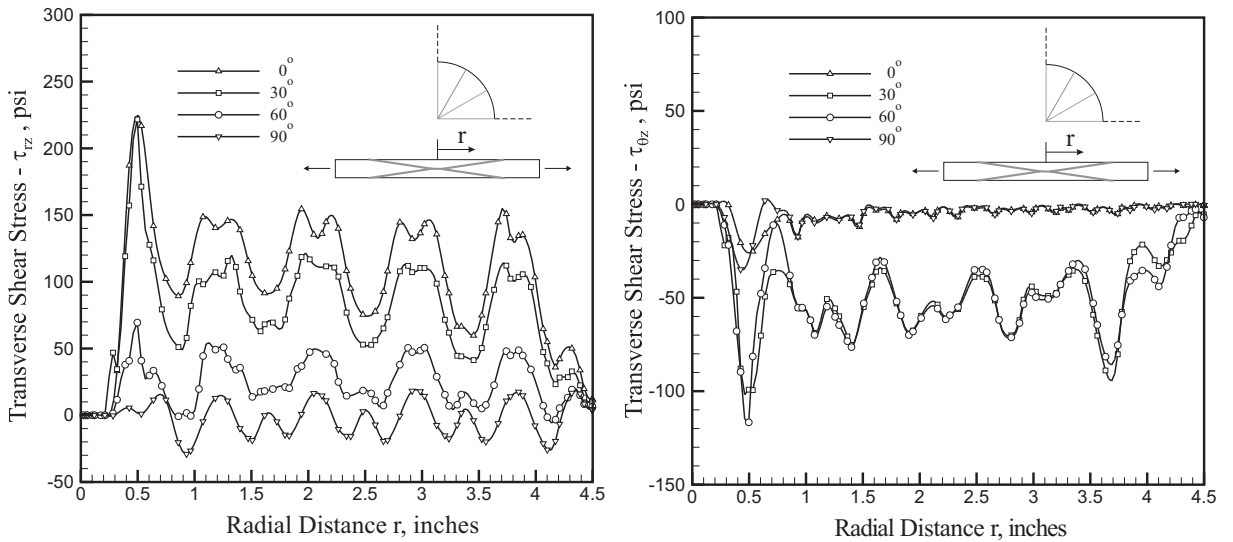 300
250
200
150
100
50
0
-50
0 0.5 1 1.5 2 2.5 3 3.5 4 4.5
Transverse Shear Stress - τrz , psi
Radial Distance r, inches
0°
30°
60°
90°
r
100
50
0
-50
-100
-150
0 0.5 1 1.5 2 2.5 3 3.5 4 4.5
Transverse Shear Stress - τθz , psi
Radial Distance r, inches
0°
30°
60°
90°
r